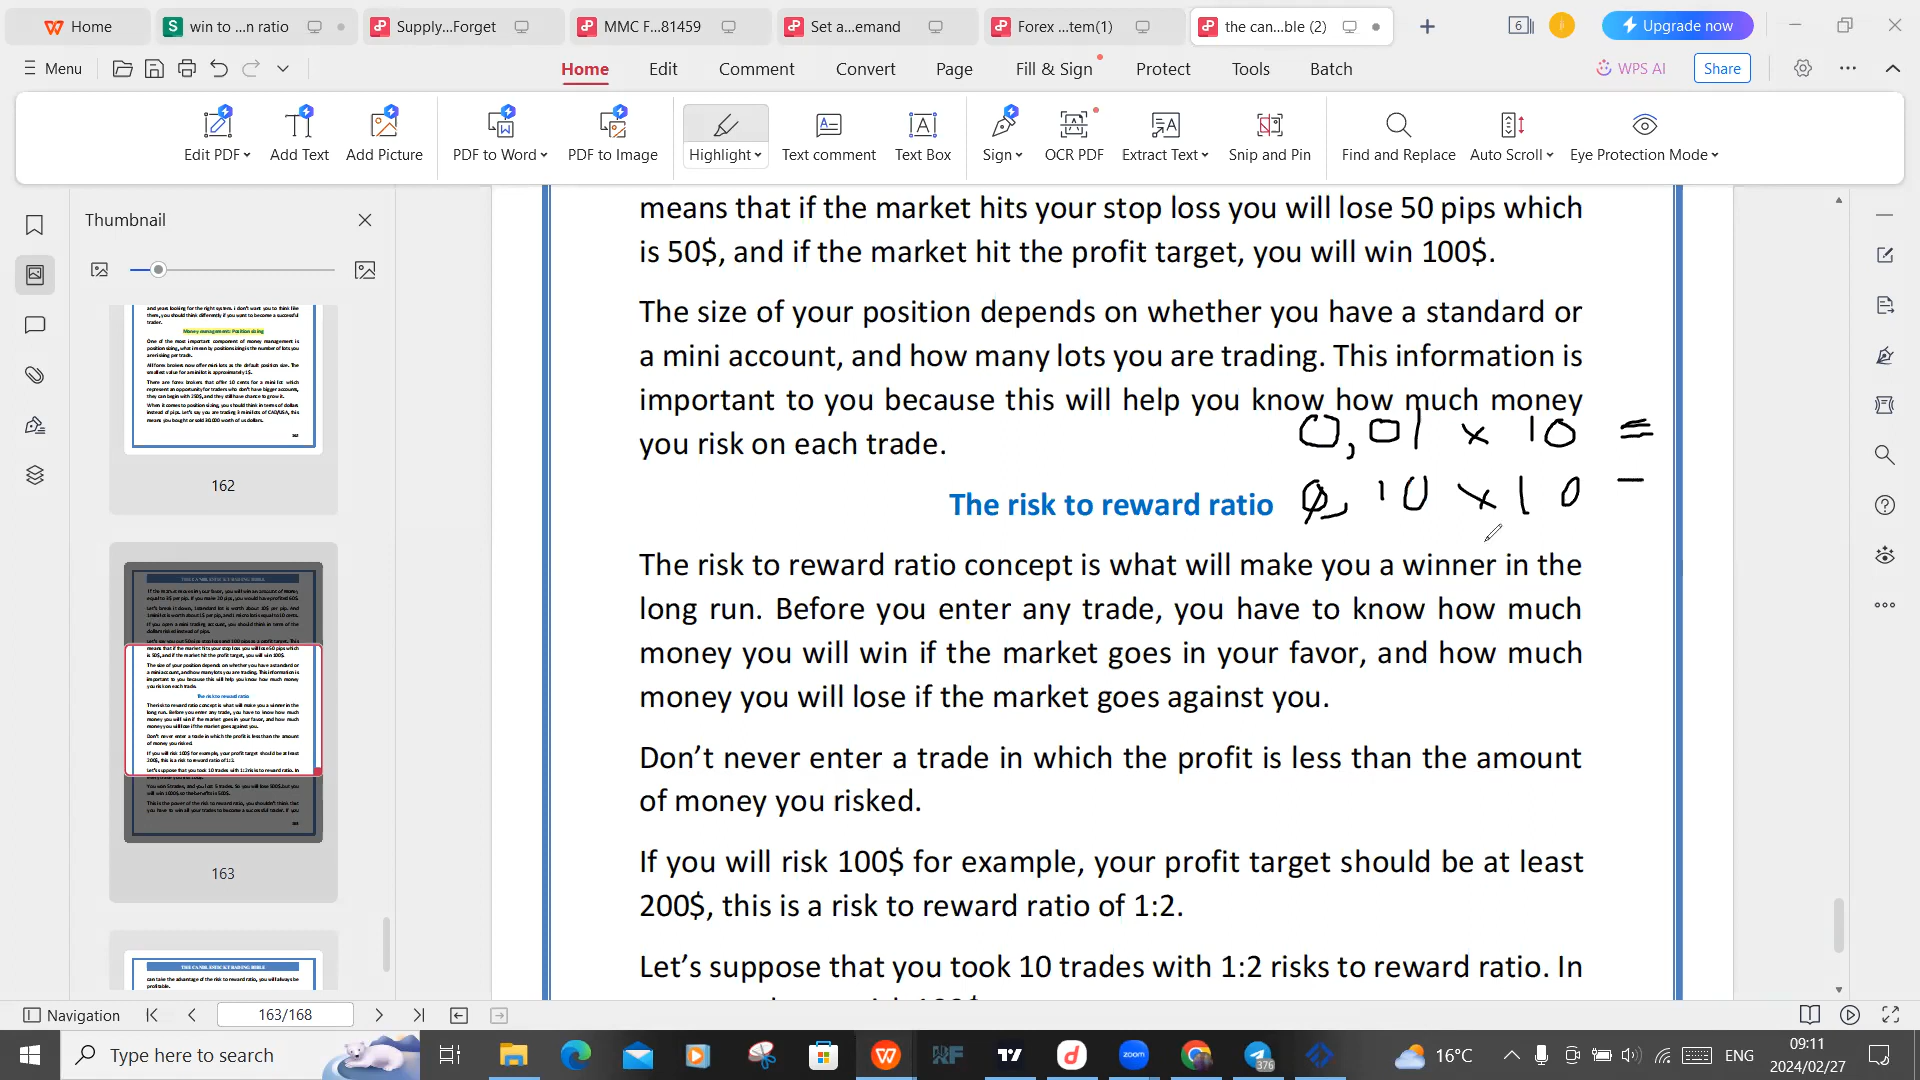 Home
win to ...n ratio
Supply...Forget
MMC F...81459
Set a...emand
Forex ...tem(1)
the can...ble (2)
6
Upgrade now
Menu
Home
Edit
Comment
Convert
Page
Fill & Sign
Protect
Tools
Batch
WPS AI
Share
Edit PDF
Add Text
Add Picture
PDF to Word
PDF to Image
Highlight
Text comment
Text Box
Sign
OCR PDF
Extract Text
Snip and Pin
Find and Replace
Auto Scroll
Eye Protection Mode
Thumbnail
162
163
means that if the market hits your stop loss you will lose 50 pips which
is 50$, and if the market hit the profit target, you will win 100$.
The size of your position depends on whether you have a standard or
a mini account, and how many lots you are trading. This information is
important to you because this will help you know how much money
you risk on each trade.
0,01 x 10 =
The risk to reward ratio
0, 10 x 10 –
The risk to reward ratio concept is what will make you a winner in the
long run. Before you enter any trade, you have to know how much
money you will win if the market goes in your favor, and how much
money you will lose if the market goes against you.
Don't never enter a trade in which the profit is less than the amount
of money you risked.
If you will risk 100$ for example, your profit target should be at least
200$, this is a risk to reward ratio of 1:2.
Let's suppose that you took 10 trades with 1:2 risks to reward ratio. In
Navigation
163/168
Type here to search
zoom
376
16°C
ENG
09:11
2024/02/27